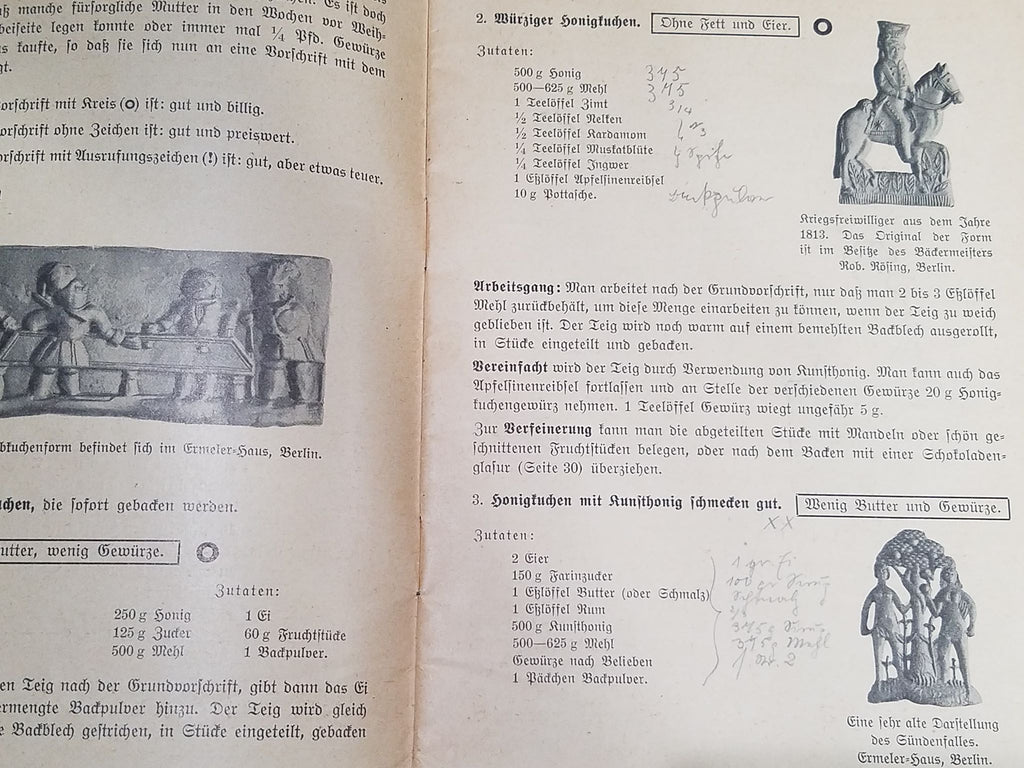 daß manche fürsorgliche Mutter in den Wochen vor Weih-
beiseite legen konnte oder immer mal ¼ Pfd. Gewürze
kaufte, so daß sie sich nun an eine Vorschrift mit dem
orschrift mit Kreis (o) ist: gut und billig.
orschrift ohne Zeichen ist: gut und preiswert.
orschrift mit Ausrufungszeichen (!) ist: gut, aber etwas teuer.
bkuchenform befindet sich im Ermeler-Haus, Berlin.
chen, die sofort gebacken werden.
utter, wenig Gewürze.
Zutaten:
250 g Honig 1 Ei
125 g Zucker 60 g Fruchtstücke
500 g Mehl 1 Backpulver.
en Teig nach der Grundvorschrift, gibt dann das Ei
ermengte Backpulver hinzu. Der Teig wird gleich
e Backblech gestrichen, in Stücke eingeteilt, gebacken
2. Würziger Honigkuchen. Ohne Fett und Eier.
Zutaten:
500 g Honig 375
500—625 g Mehl 375
1 Teelöffel Zimt 3/4
½ Teelöffel Nelken
½ Teelöffel Kardamom
¼ Teelöffel Muskatblüte
¼ Teelöffel Ingwer
1 Eßlöffel Apfelsinenreibsel
10 g Pottasche.
Kriegsfreiwilliger aus dem Jahre
1813. Das Original der Form
ist im Besitze des Bäckermeisters
Rob. Rösing, Berlin.
Arbeitsgang: Man arbeitet nach der Grundvorschrift, nur daß man 2 bis 3 Eßlöffel
Mehl zurückbehält, um diese Menge einarbeiten zu können, wenn der Teig zu weich
geblieben ist. Der Teig wird noch warm auf einem bemehlten Backblech ausgerollt,
in Stücke eingeteilt und gebacken.
Vereinfacht wird der Teig durch Verwendung von Kunsthonig. Man kann auch das
Apfelsinenreibsel fortlassen und an Stelle der verschiedenen Gewürze 20 g Honig-
kuchengewürz nehmen. 1 Teelöffel Gewürz wiegt ungefähr 5 g.
Zur Verfeinerung kann man die abgeteilten Stücke mit Mandeln oder schön ge-
schnittenen Fruchtstücken belegen, oder nach dem Backen mit einer Schokoladen-
glasur (Seite 30) überziehen.
3. Honigkuchen mit Kunsthonig schmecken gut. Wenig Butter und Gewürze.
XX
Zutaten:
2 Eier
150 g Farinzucker
1 Eßlöffel Butter (oder Schmalz)
1 Eßlöffel Rum 2/3
500 g Kunsthonig
500—625 g Mehl 375 g Mehl
Gewürze nach Belieben
1 Päckchen Backpulver.
Eine sehr alte Darstellung
des Sündenfalles.
Ermeler-Haus, Berlin.